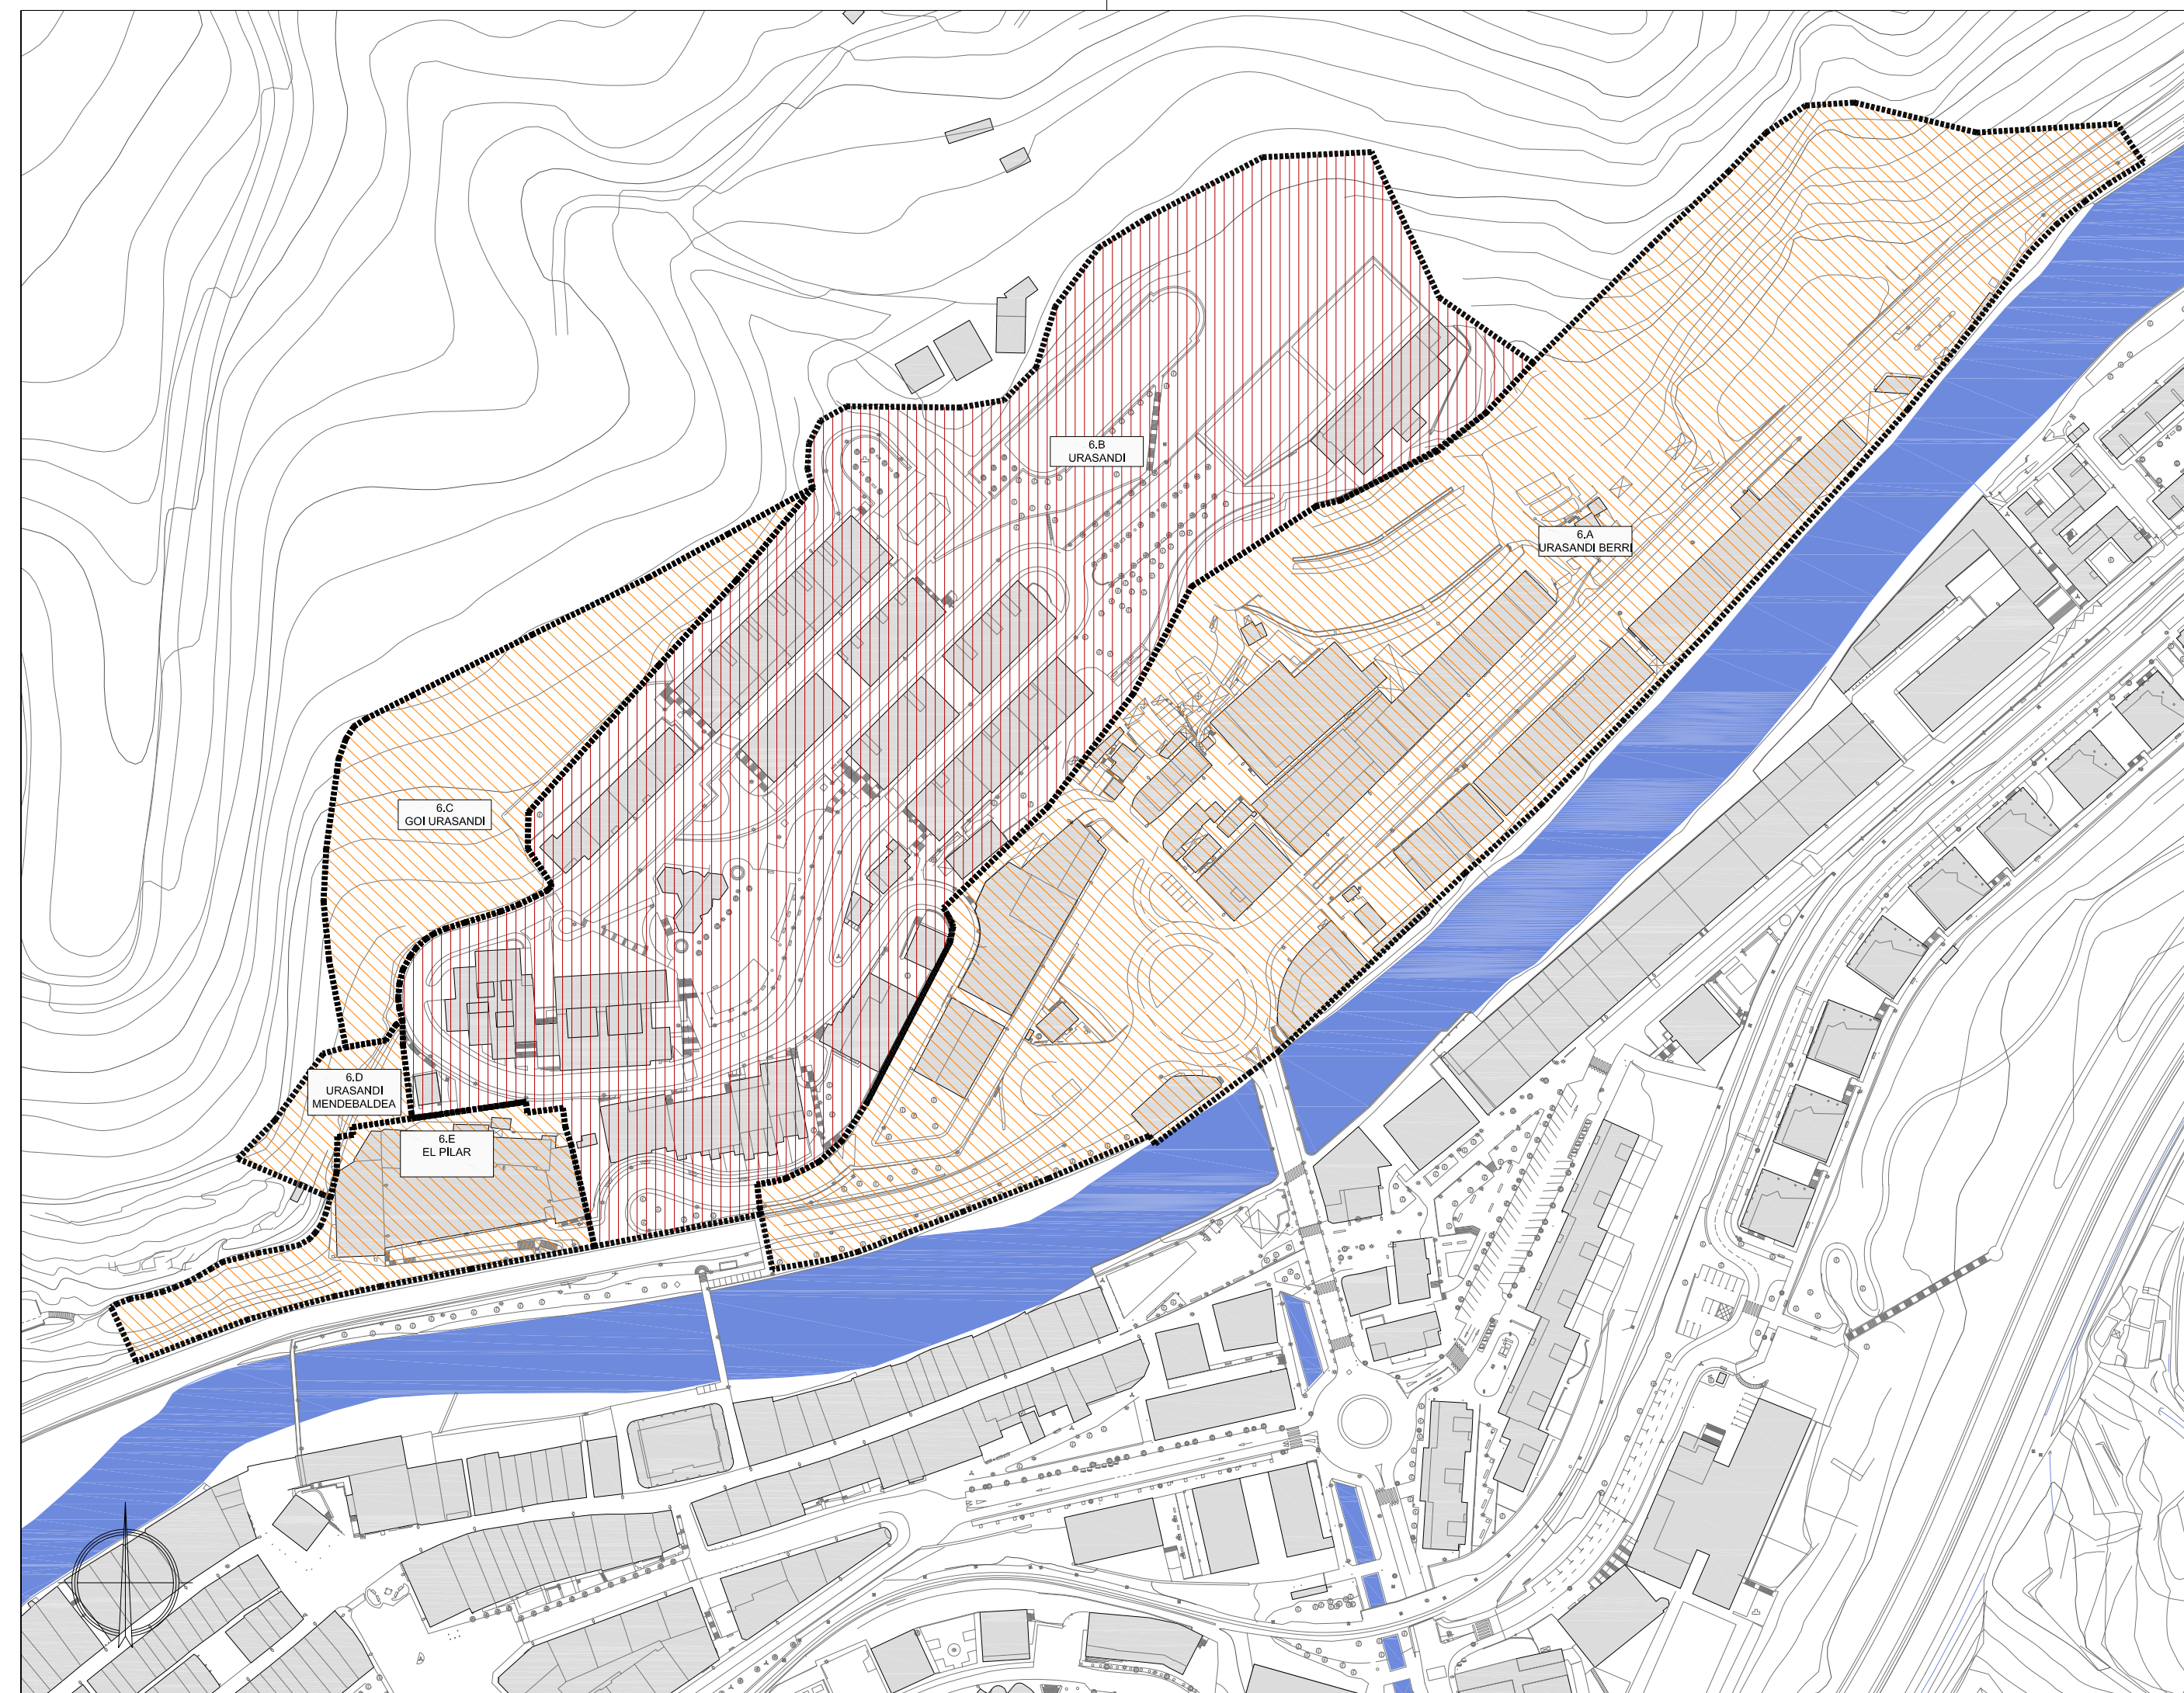 6.B
URASANDI
6.A
URASANDI BERRI
6.C
GOI URASANDI
6.D
URASANDI
MENDEBALDEA
6.E
EL PILAR